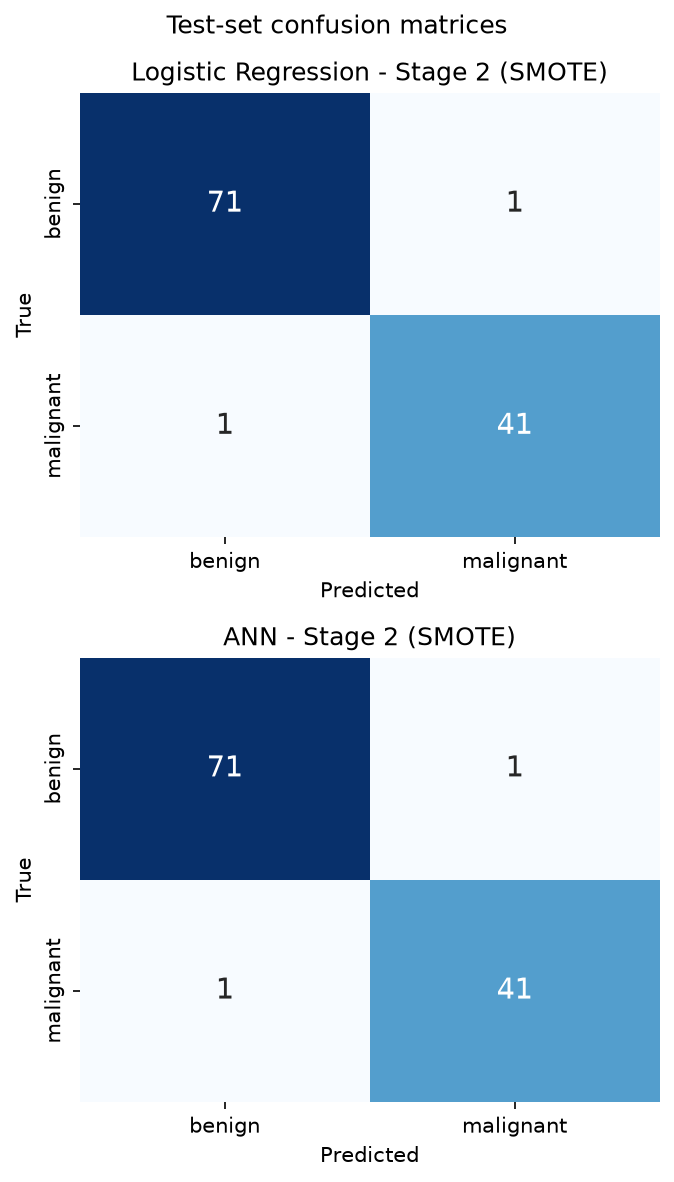 Test-set confusion matrices
Logistic Regression - Stage 2 (SMOTE)
benign
71
1
True
malignant
1
41
benign
malignant
Predicted
ANN - Stage 2 (SMOTE)
benign
71
1
True
malignant
1
41
benign
malignant
Predicted